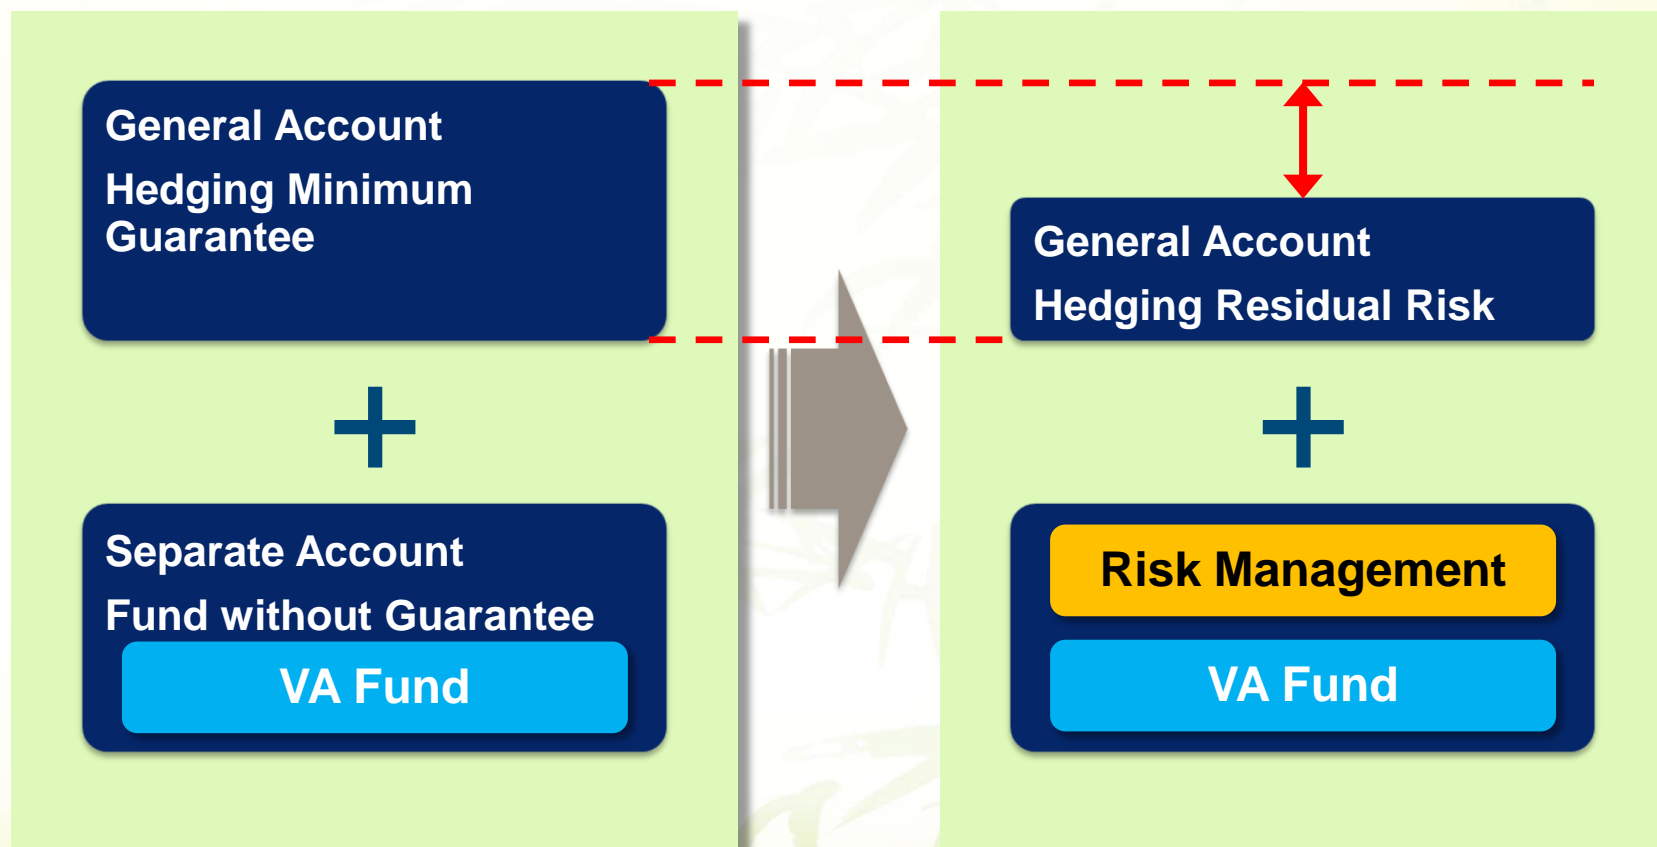 General Account
Hedging Minimum
Guarantee
Separate Account
Fund without Guarantee
VA Fund
General Account
Hedging Residual Risk
Risk Management
VA Fund